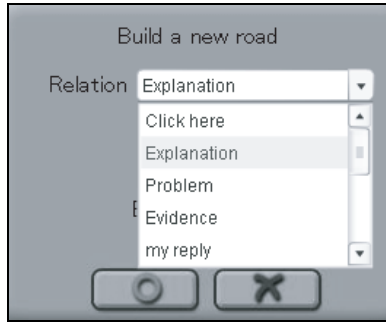 Build a new road
Relation Explanation
Click here
Explanation
Problem
Evidence
my reply